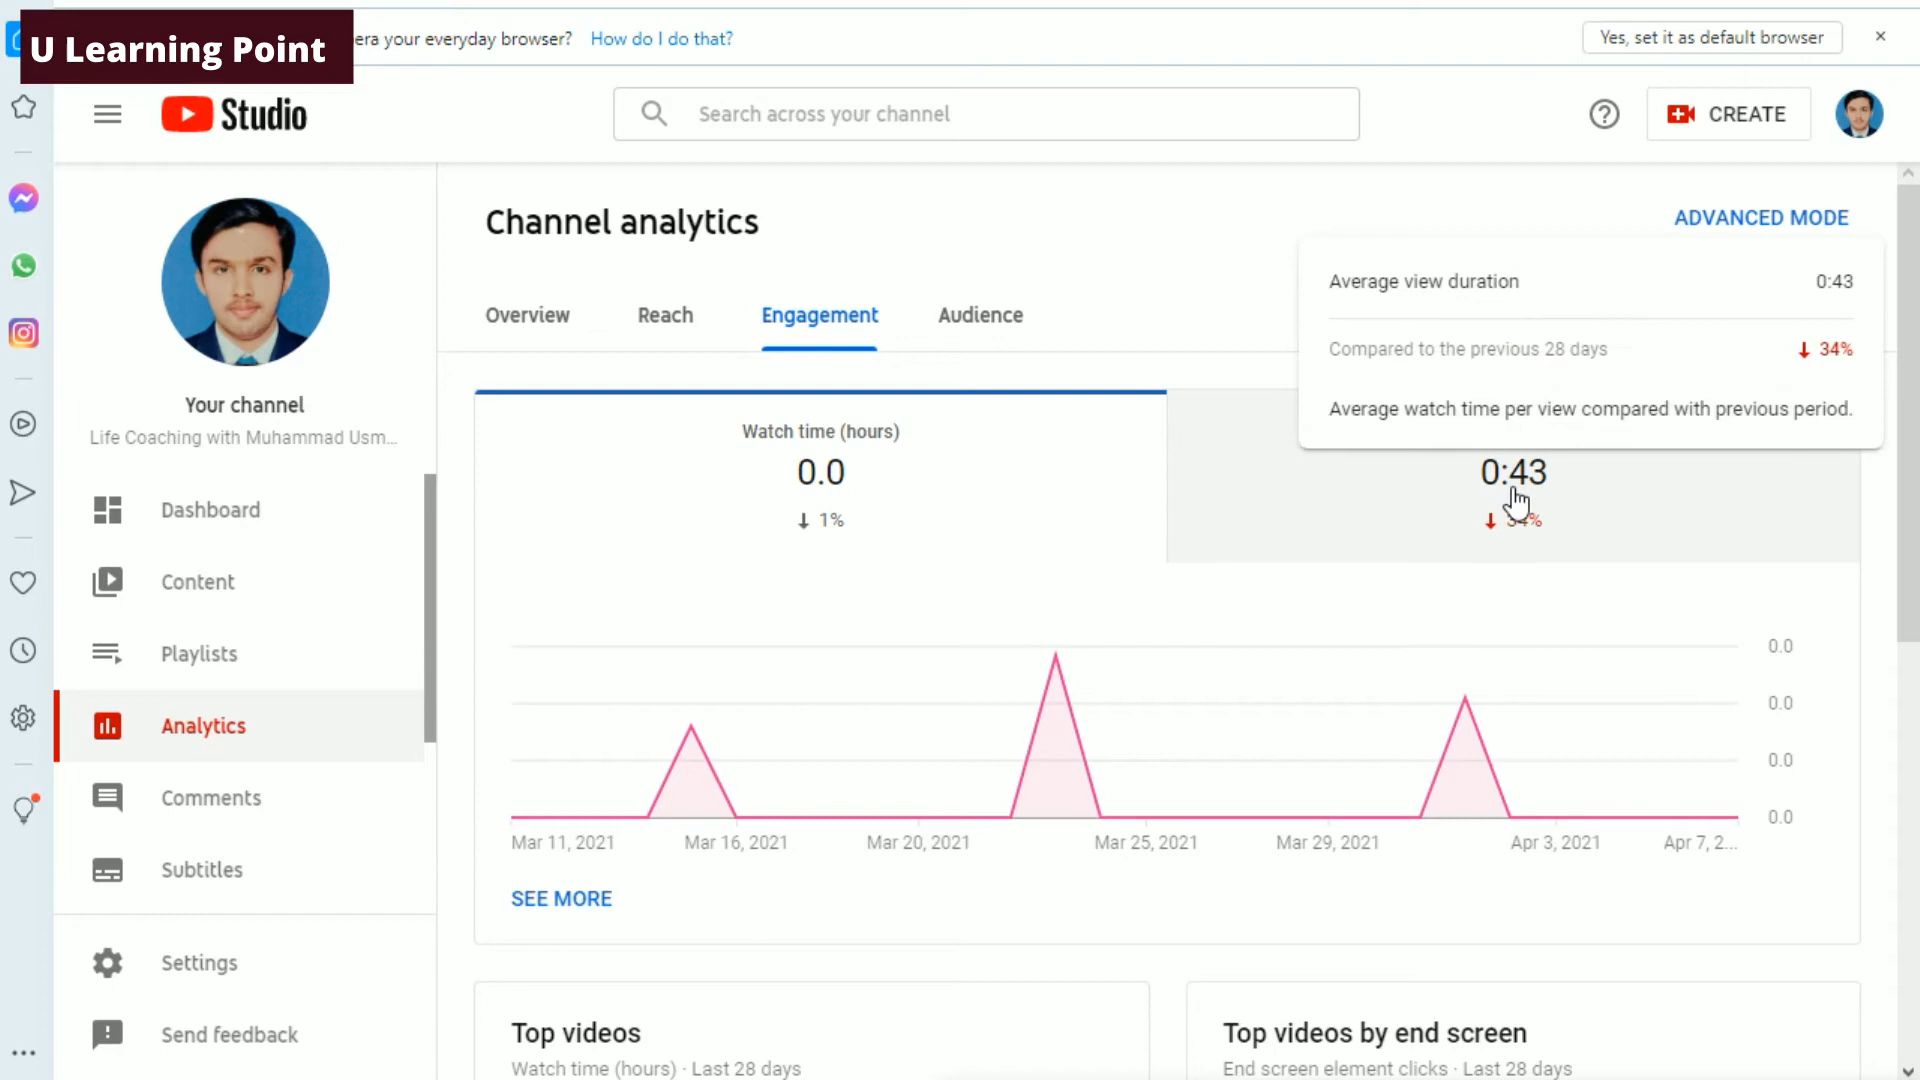 U Learning Point
era your everyday browser? How do I do that?
Yes, set it as default browser
Studio
Search across your channel
CREATE
Your channel
Life Coaching with Muhammad Usm...
Dashboard
Content
Playlists
Analytics
Comments
Subtitles
Settings
Send feedback
Channel analytics
ADVANCED MODE
Overview
Reach
Engagement
Audience
Average view duration 0:43
Compared to the previous 28 days ↓ 34%
Average watch time per view compared with previous period.
Watch time (hours)
0.0
↓ 1%
0:43
0.0
0.0
0.0
0.0
Mar 11, 2021 Mar 16, 2021 Mar 20, 2021 Mar 25, 2021 Mar 29, 2021 Apr 3, 2021 Apr 7, 2...
SEE MORE
Top videos
Watch time (hours) · Last 28 days
Top videos by end screen
End screen element clicks · Last 28 days